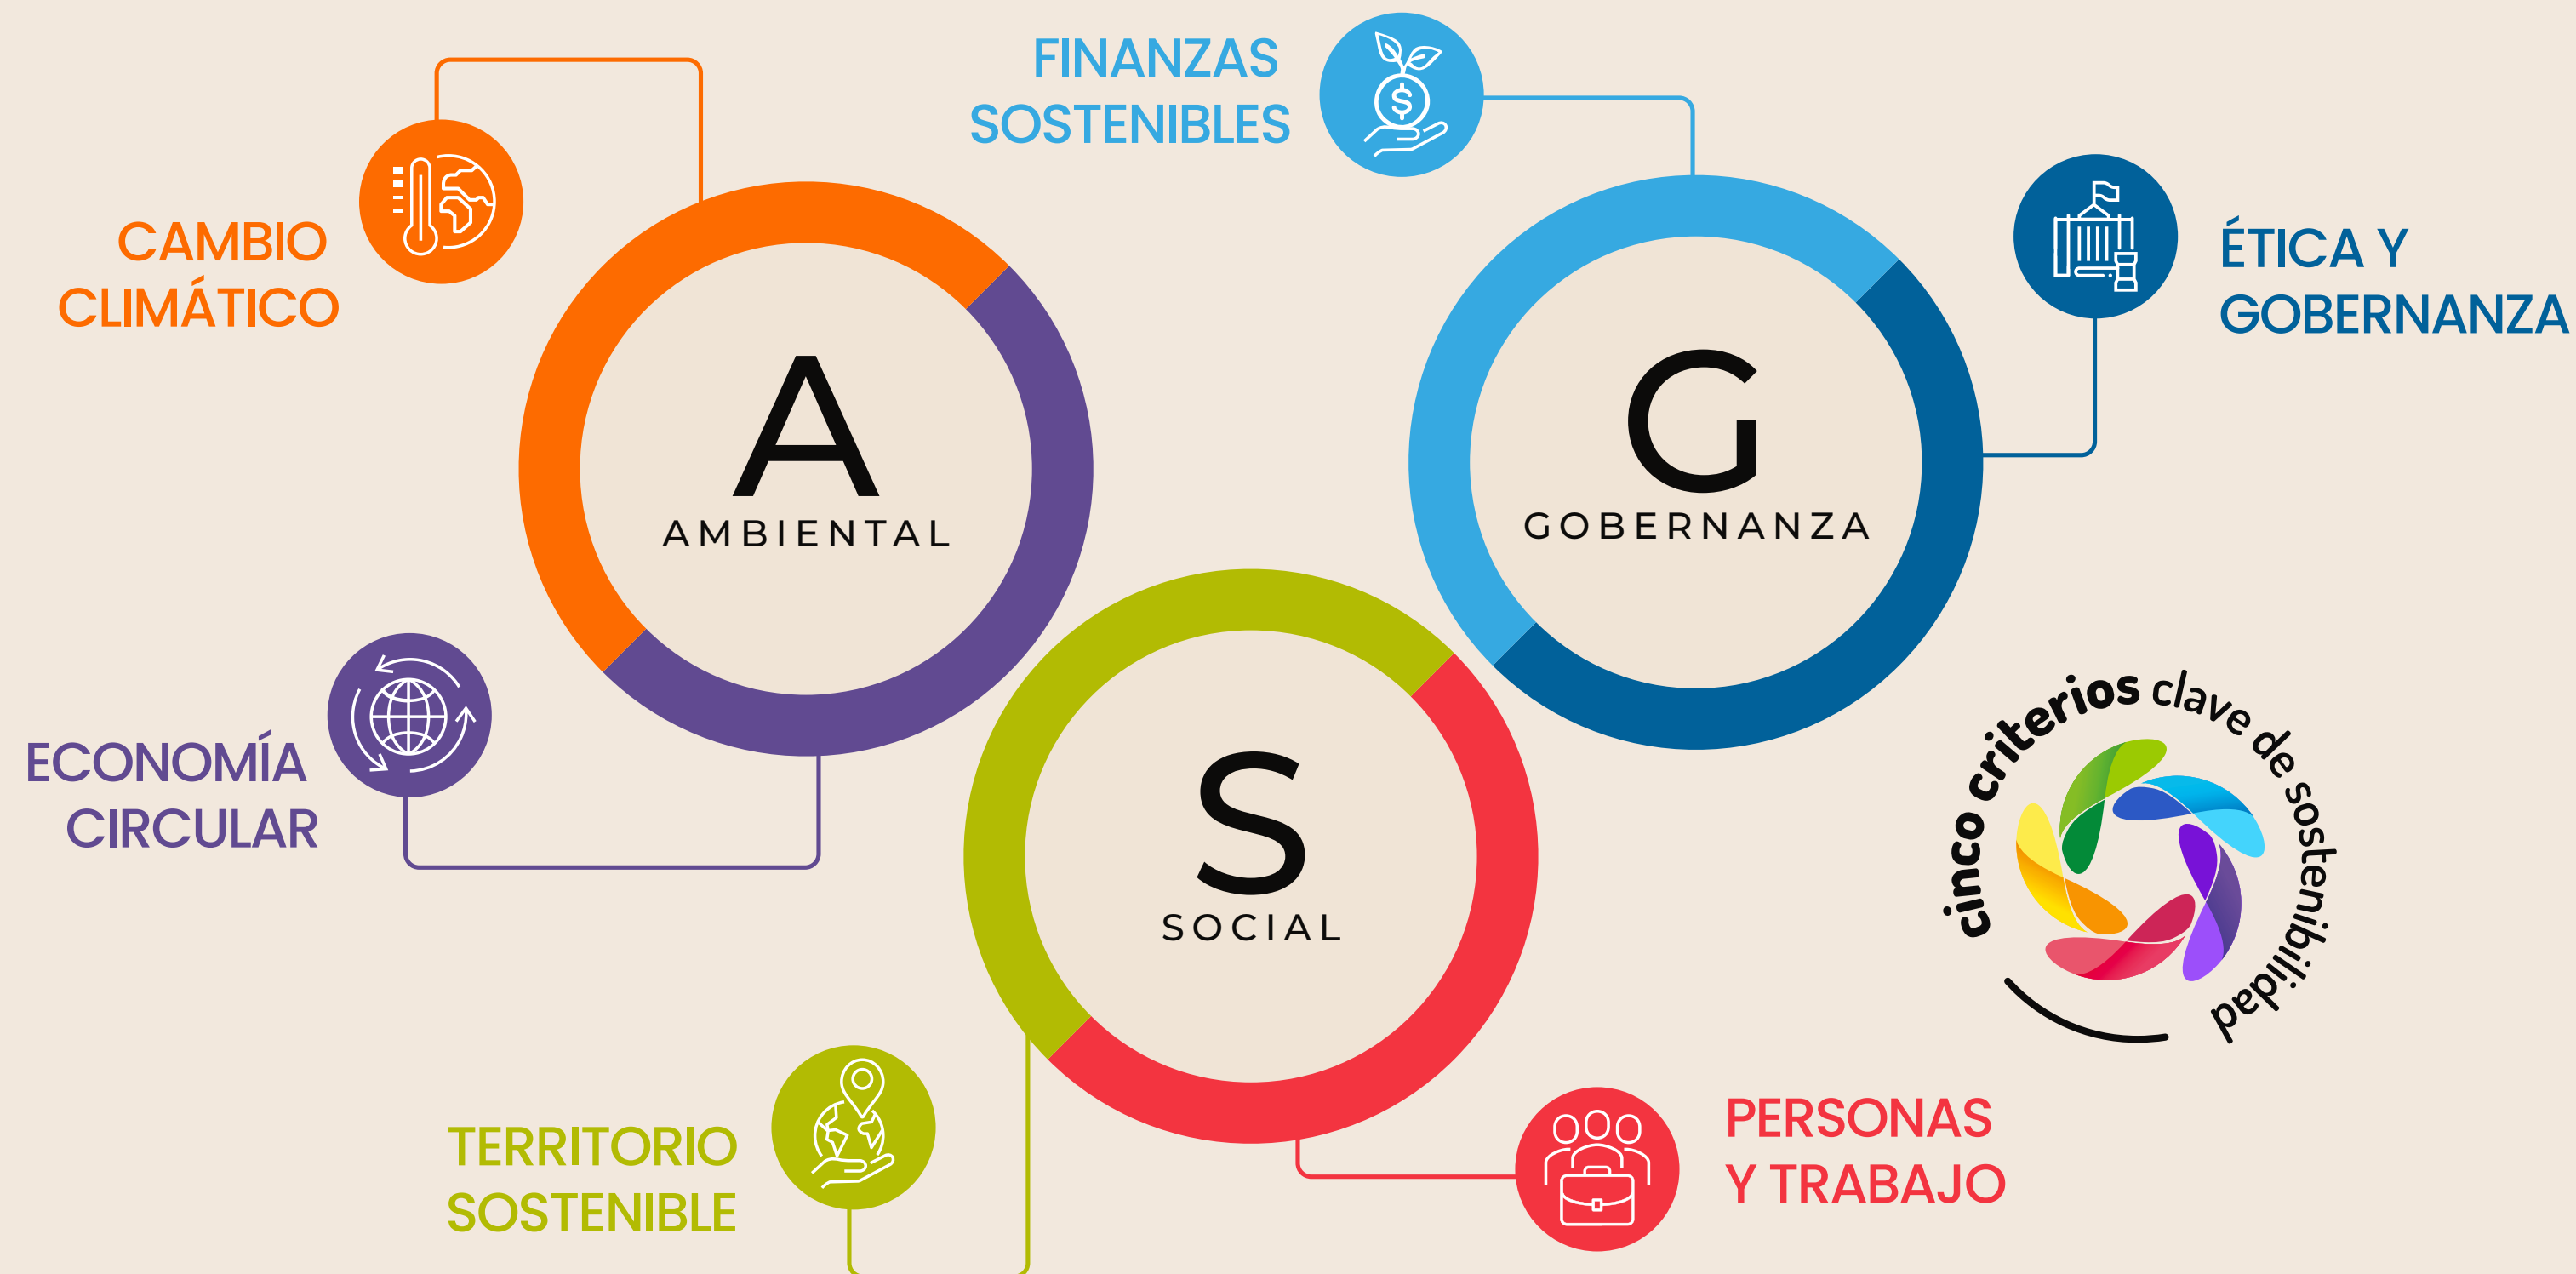 FINANZAS
SOSTENIBLES
CAMBIO
CLIMÁTICO
ÉTICA Y
GOBERNANZA
A
AMBIENTAL
G
GOBERNANZA
ECONOMÍA
CIRCULAR
S
SOCIAL
cinco criterios clave de sostenibilidad
TERRITORIO
SOSTENIBLE
PERSONAS
Y TRABAJO